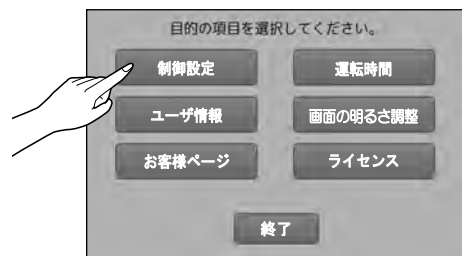 目的の項目を選択してください。
制御設定
運転時間
ユーザ情報
画面の明るさ調整
お客様ページ
ライセンス
終了